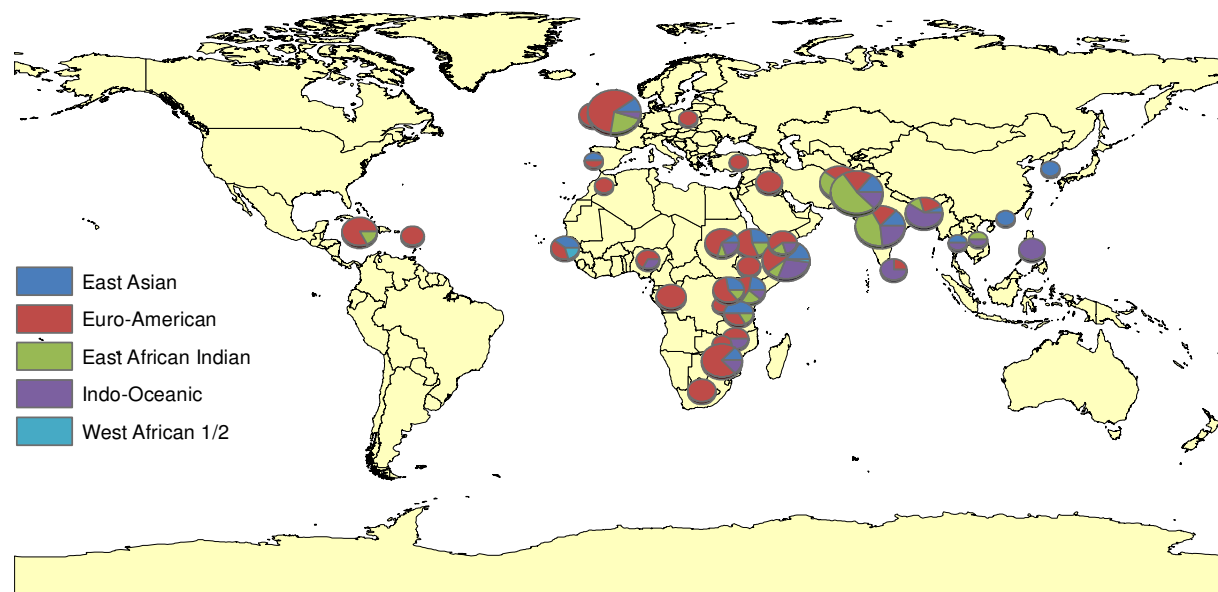 East Asian
Euro-American
East African Indian
Indo-Oceanic
West African 1/2